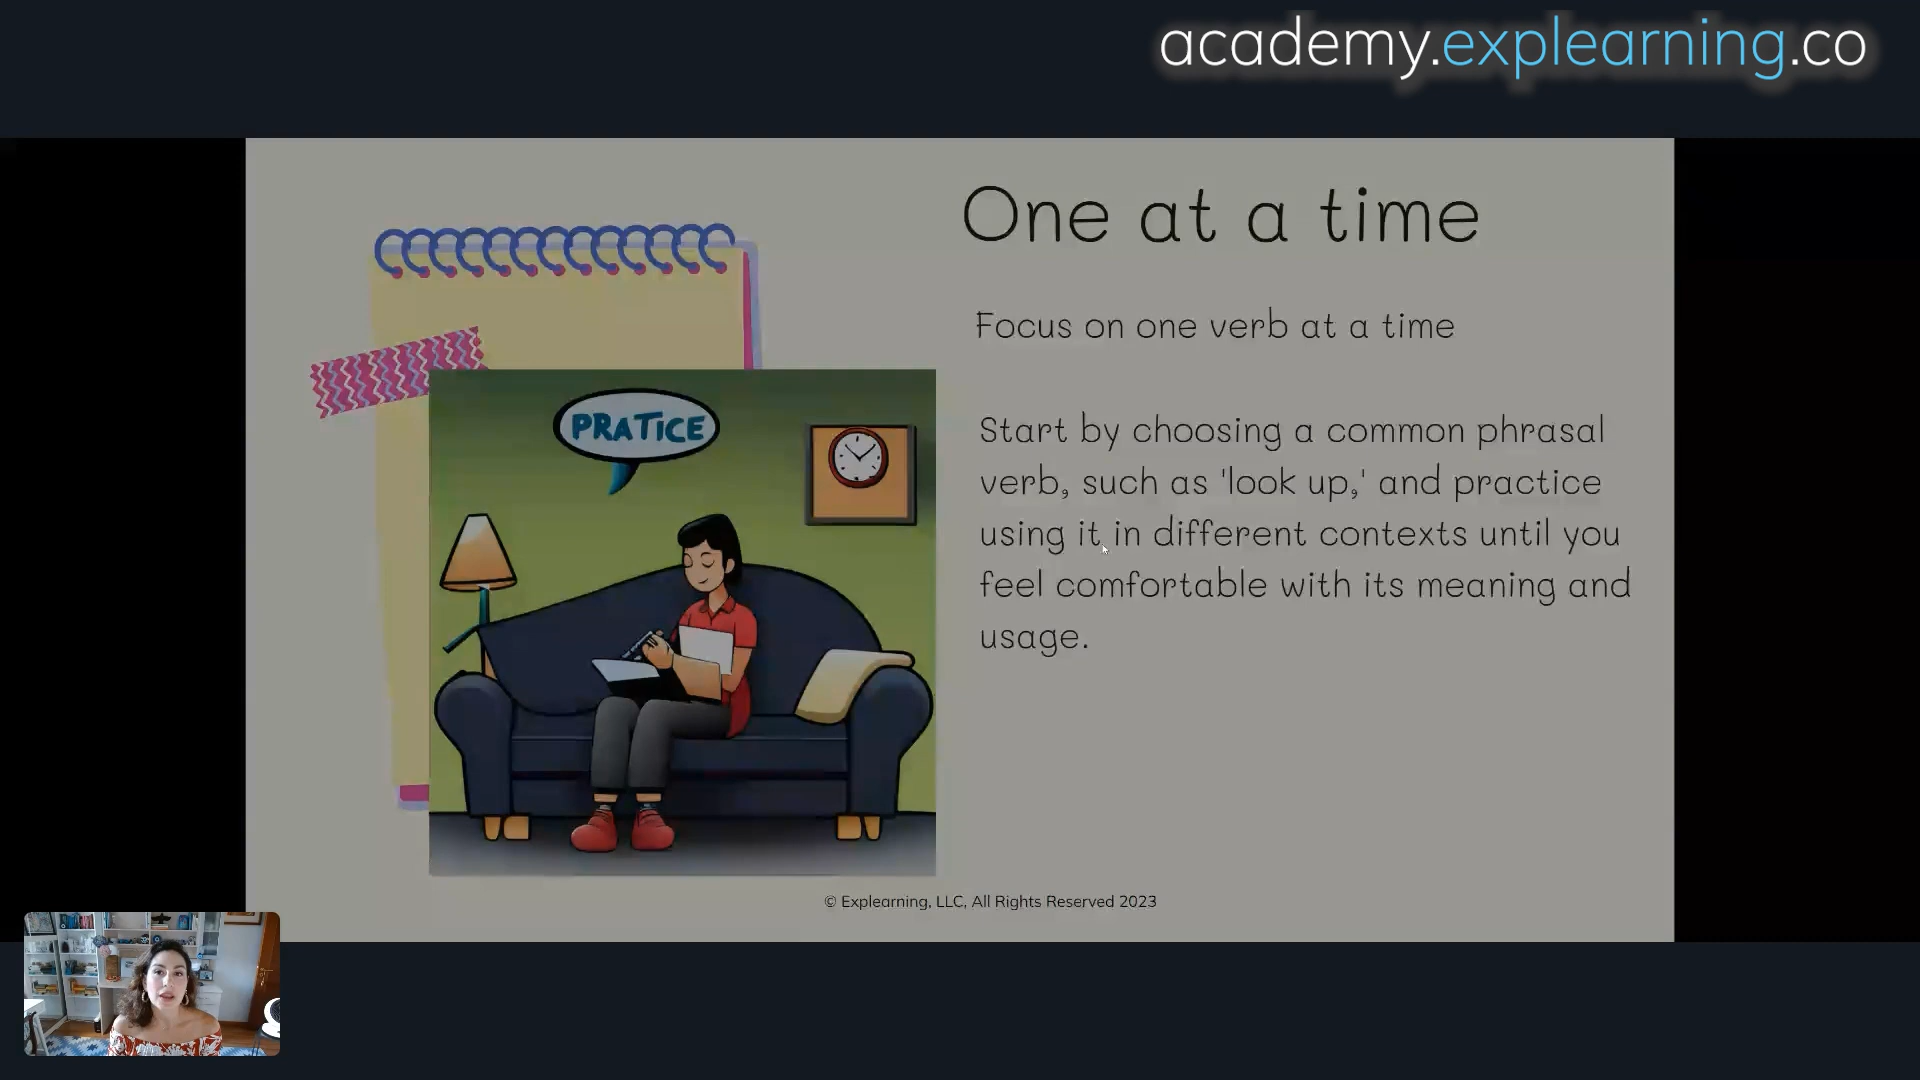 academy.explearning.co
One at a time
Focus on one verb at a time
Start by choosing a common phrasal
verb, such as 'look up,' and practice
using it in different contexts until you
feel comfortable with its meaning and
usage.
PRATICE
© Explearning, LLC, All Rights Reserved 2023